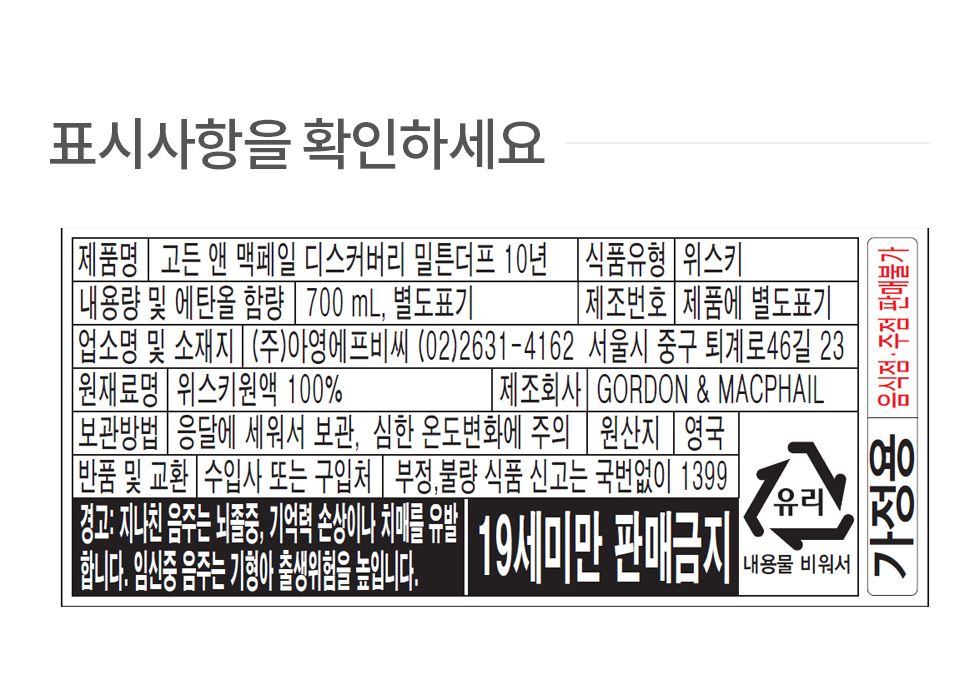 표시사항을 확인하세요
제품명 고든 앤 맥페일 디스커버리 밀튼더프 10년 식품유형 위스키
내용량 및 에탄올 함량 700 mL, 별도표기 제조번호 제품에 별도표기
업소명 및 소재지 (주)아영에프비씨 (02)2631-4162 서울시 중구 퇴계로46길 23
원재료명 위스키원액 100% 제조회사 GORDON & MACPHAIL
보관방법 응달에 세워서 보관, 심한 온도변화에 주의 원산지 영국
반품 및 교환 수입사 또는 구입처 부정,불량 식품 신고는 국번없이 1399
경고: 지나친 음주는 뇌졸중, 기억력 손상이나 치매를 유발
합니다. 임신중 음주는 기형아 출생위험을 높입니다.
19세미만 판매금지
유리
내용물 비워서
음식점·주점 판매불가
가정용